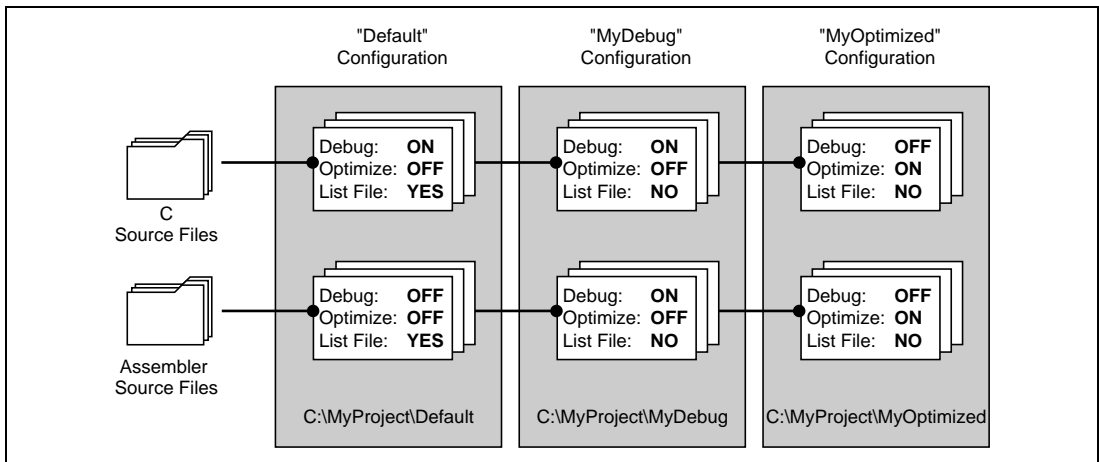 "Default"
Configuration
"MyDebug"
Configuration
"MyOptimized"
Configuration
C
Source Files
Debug: ON
Optimize: OFF
List File: YES
Debug: ON
Optimize: OFF
List File: NO
Debug: OFF
Optimize: ON
List File: NO
Assembler
Source Files
Debug: OFF
Optimize: OFF
List File: YES
Debug: ON
Optimize: OFF
List File: NO
Debug: OFF
Optimize: ON
List File: NO
C:\MyProject\Default
C:\MyProject\MyDebug
C:\MyProject\MyOptimized